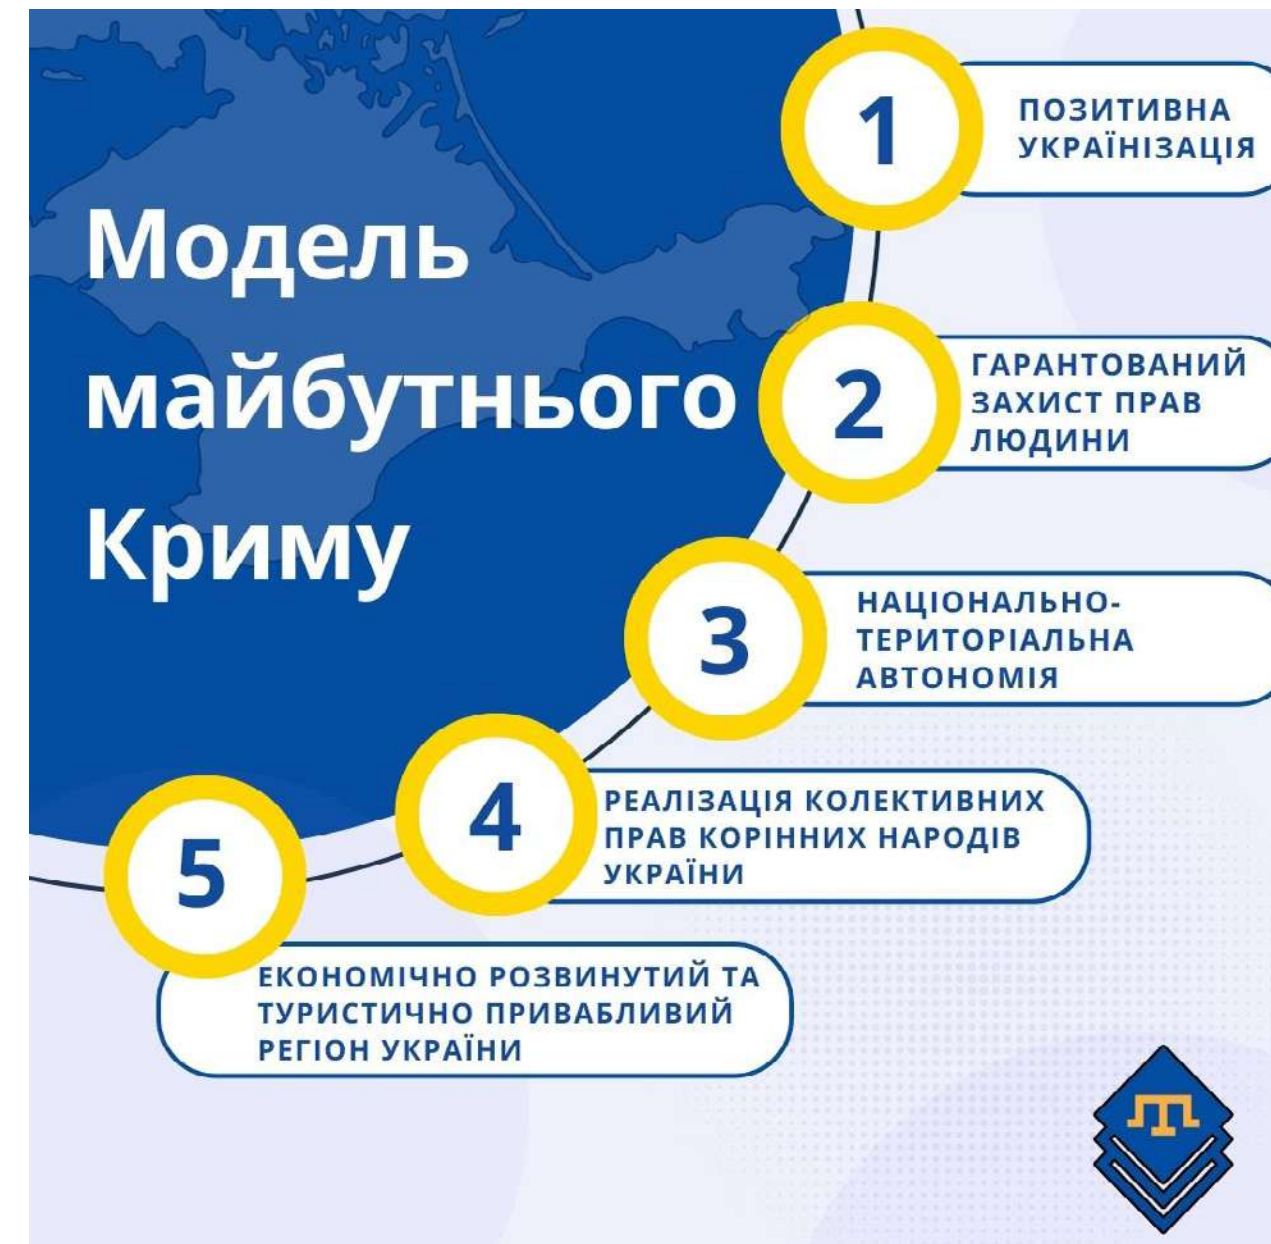 Модель
майбутнього
Криму
1
ПОЗИТИВНА
УКРАЇНІЗАЦІЯ
2
ГАРАНТОВАНИЙ
ЗАХИСТ ПРАВ
ЛЮДИНИ
3
НАЦІОНАЛЬНО-
ТЕРИТОРІАЛЬНА
АВТОНОМІЯ
4
РЕАЛІЗАЦІЯ КОЛЕКТИВНИХ
ПРАВ КОРІННИХ НАРОДІВ
УКРАЇНИ
5
ЕКОНОМІЧНО РОЗВИНУТИЙ ТА
ТУРИСТИЧНО ПРИВАБЛИВИЙ
РЕГІОН УКРАЇНИ